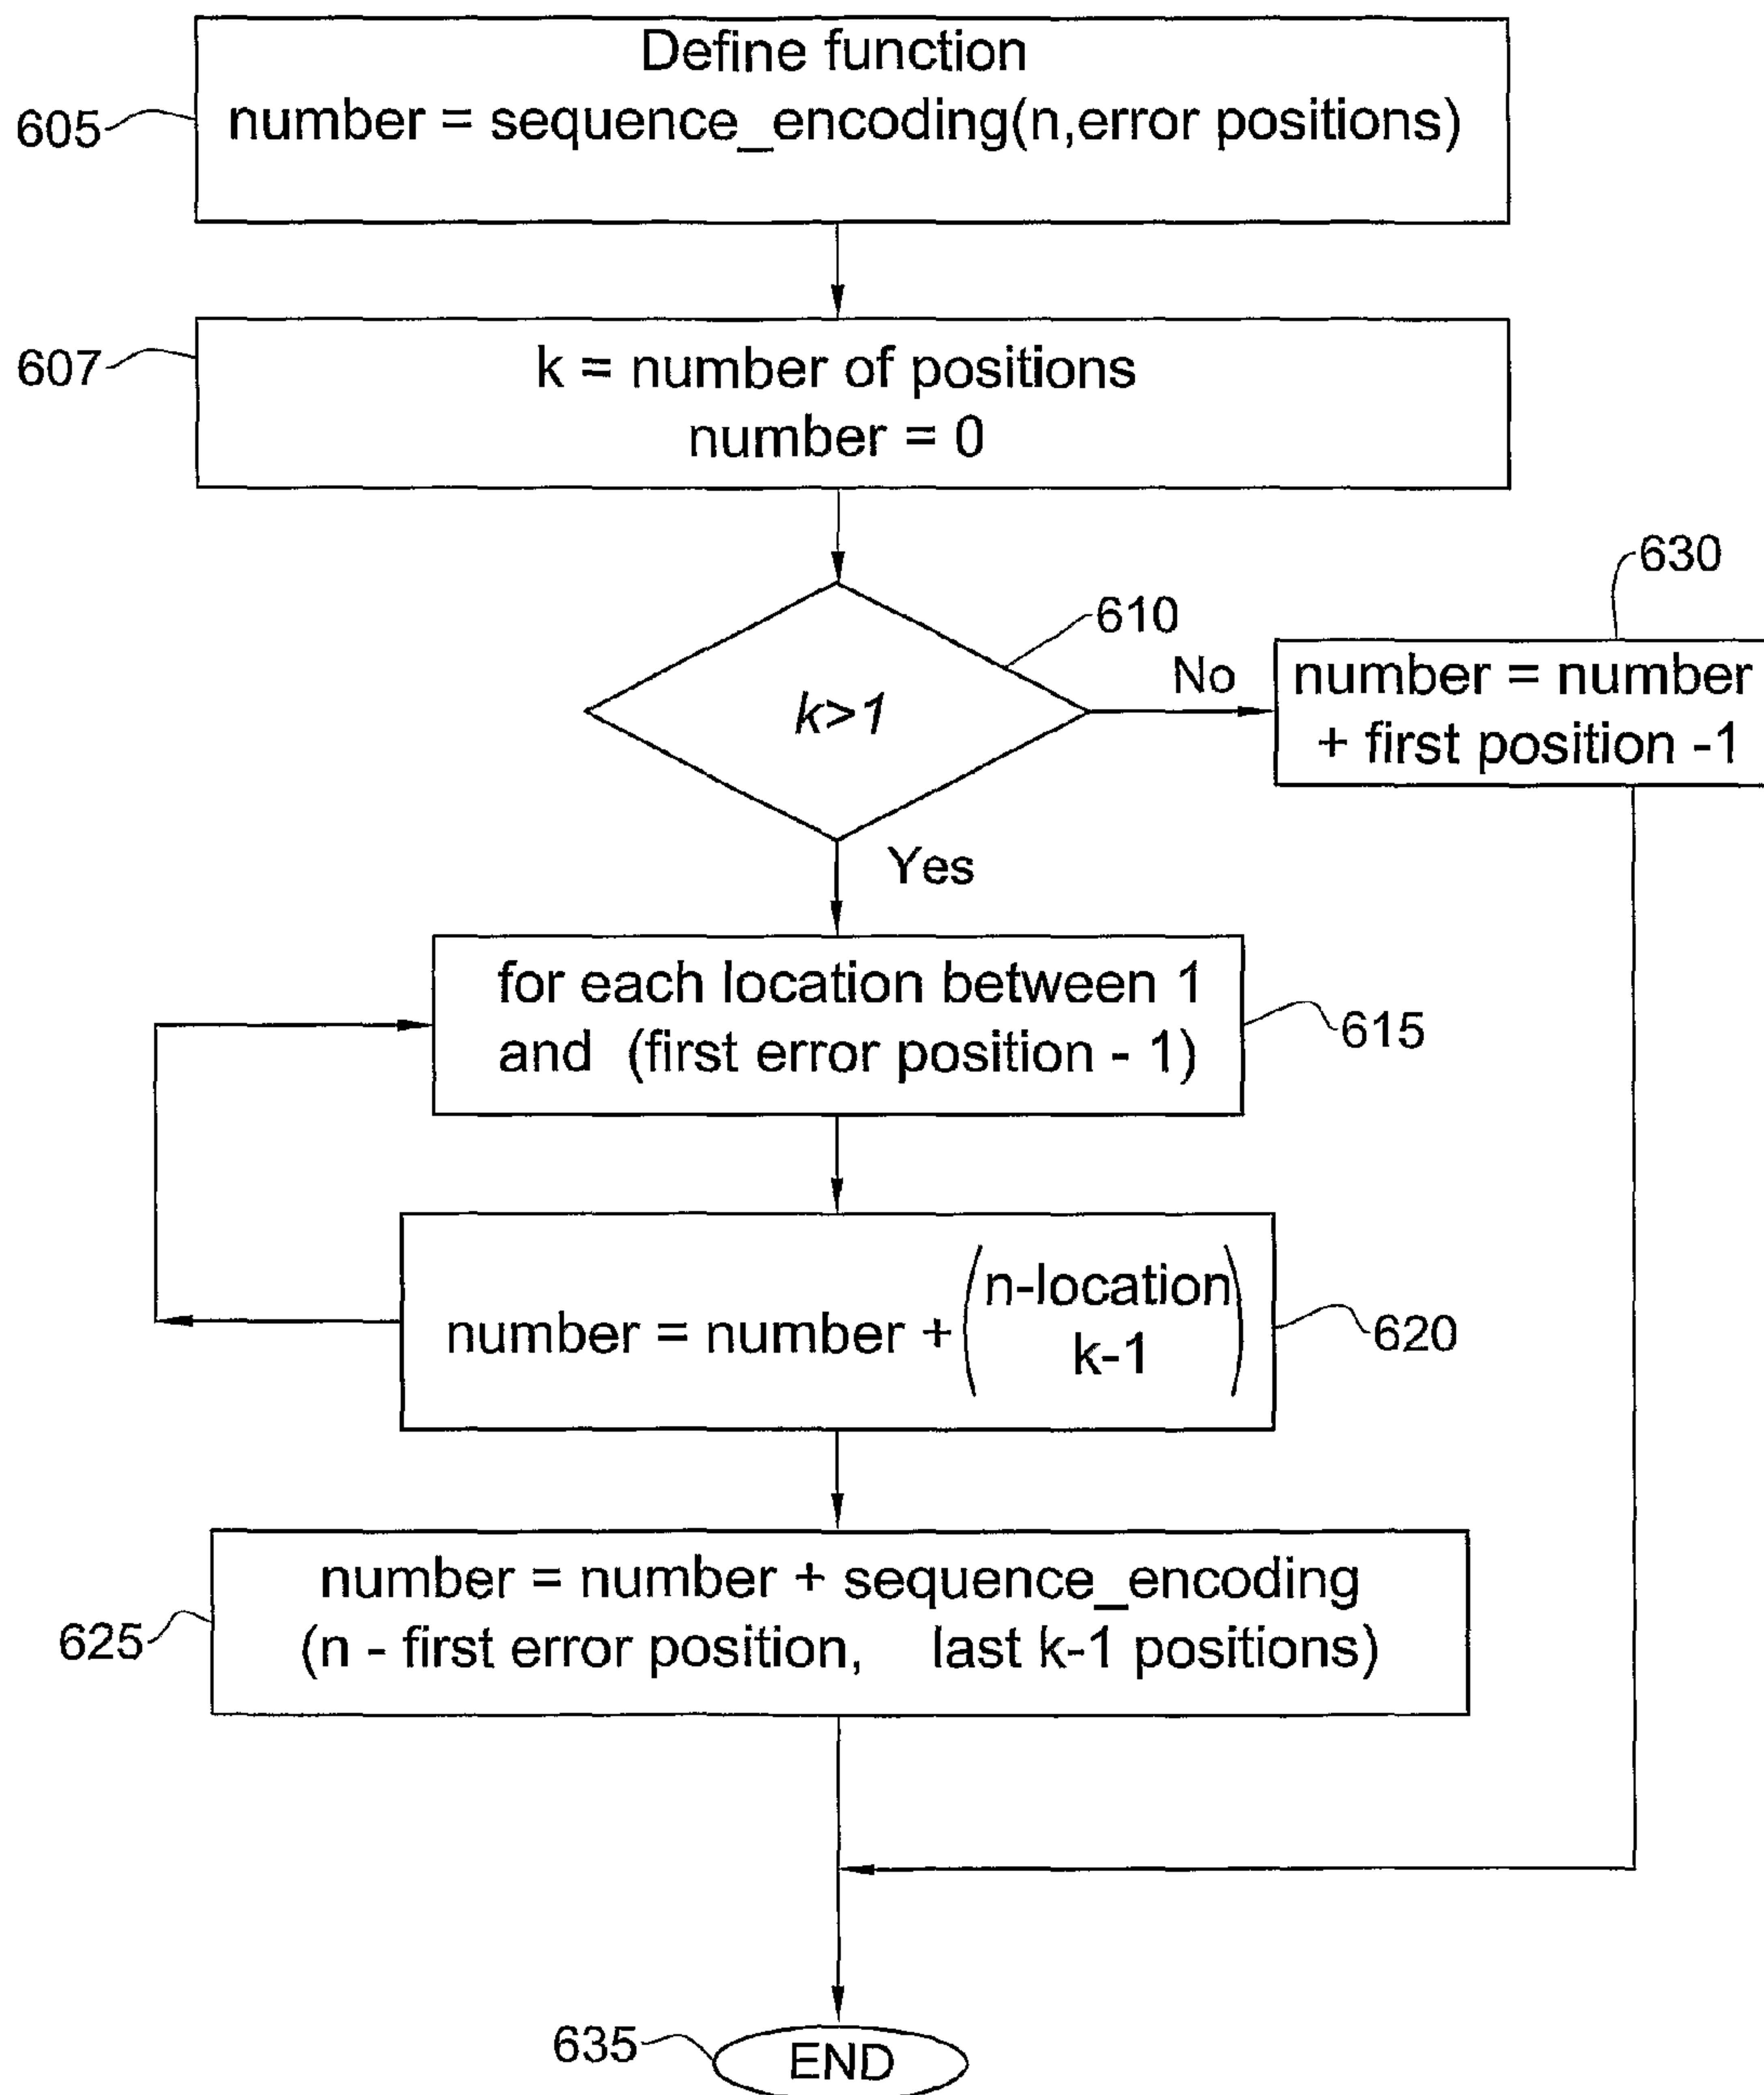 Define function
605
number = sequence_encoding(n,error positions)
607
k = number of positions
number = 0
630
610
k>1
No
number = number
+ first position -1
Yes
for each location between 1
and (first error position - 1)
615
number = number + (n-location
k-1)
620
number = number + sequence_encoding
625
(n - first error position, last k-1 positions)
635
END